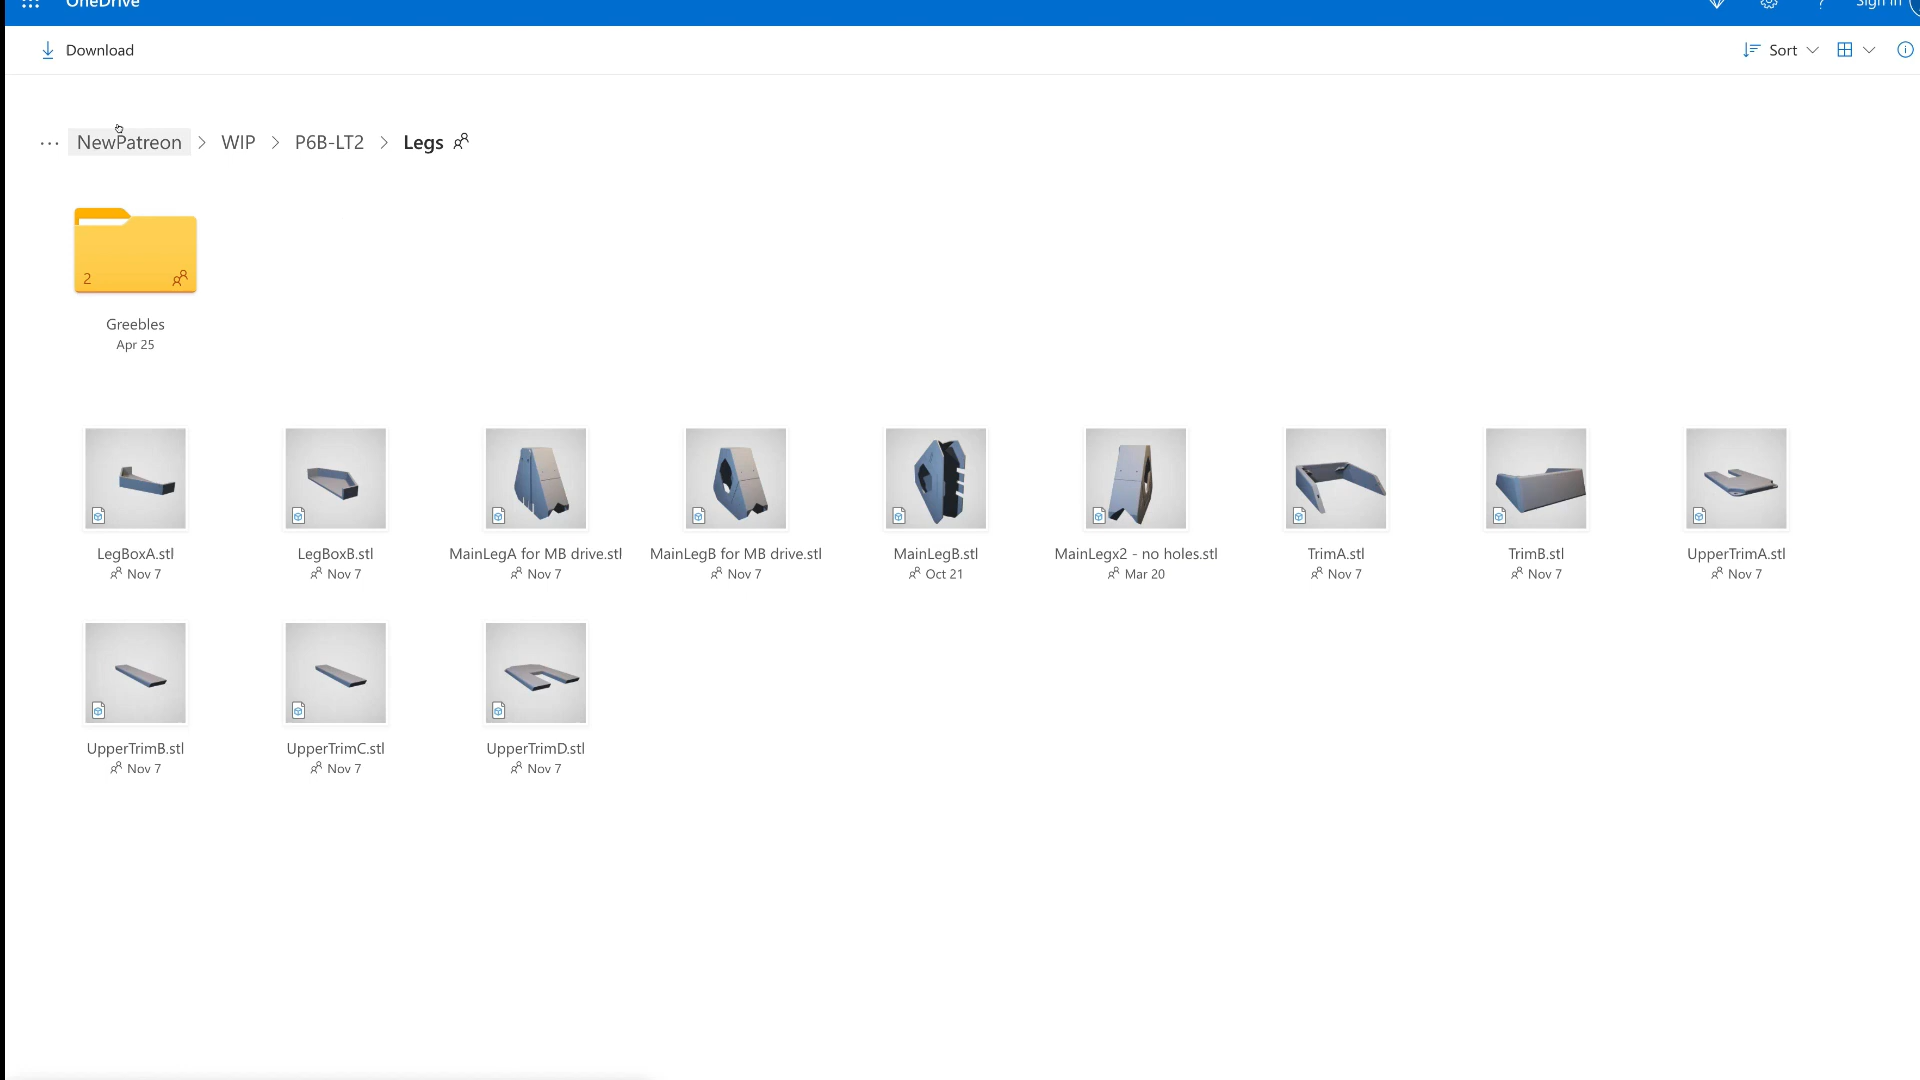 OneDrive
Sign in
Download
Sort
NewPatreon > WIP > P6B-LT2 > Legs
2
Greebles
Apr 25
LegBoxA.stl
Nov 7
LegBoxB.stl
Nov 7
MainLegA for MB drive.stl
Nov 7
MainLegB for MB drive.stl
Nov 7
MainLegB.stl
Oct 21
MainLegx2 - no holes.stl
Mar 20
TrimA.stl
Nov 7
TrimB.stl
Nov 7
UpperTrimA.stl
Nov 7
UpperTrimB.stl
Nov 7
UpperTrimC.stl
Nov 7
UpperTrimD.stl
Nov 7